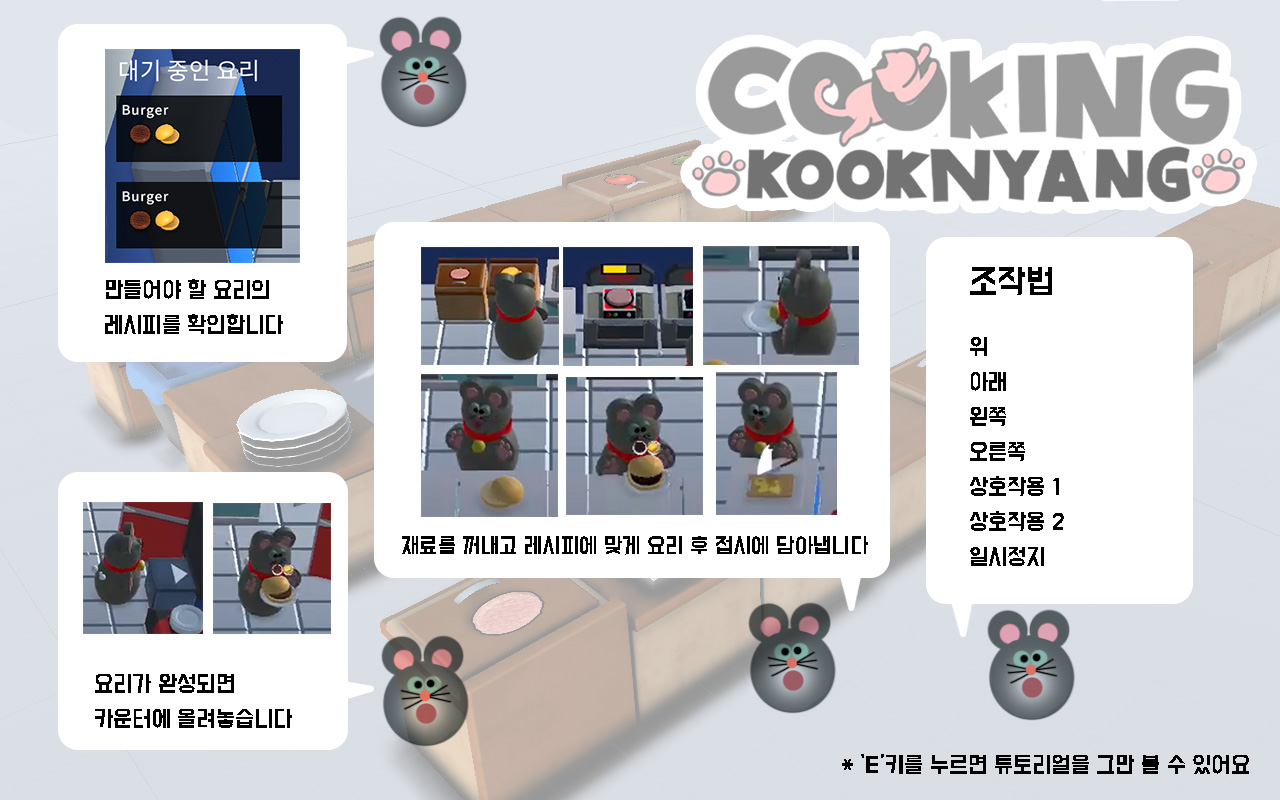 COOKING
KOOKNYANG
대기 중인 요리
Burger
Burger
만들어야 할 요리의
레시피를 확인합니다
재료를 꺼내고 레시피에 맞게 요리 후 접시에 담아냅니다
요리가 완성되면
카운터에 올려놓습니다
조작법
위
아래
왼쪽
오른쪽
상호작용 1
상호작용 2
일시정지
* 'E'키를 누르면 튜토리얼을 그만 볼 수 있어요